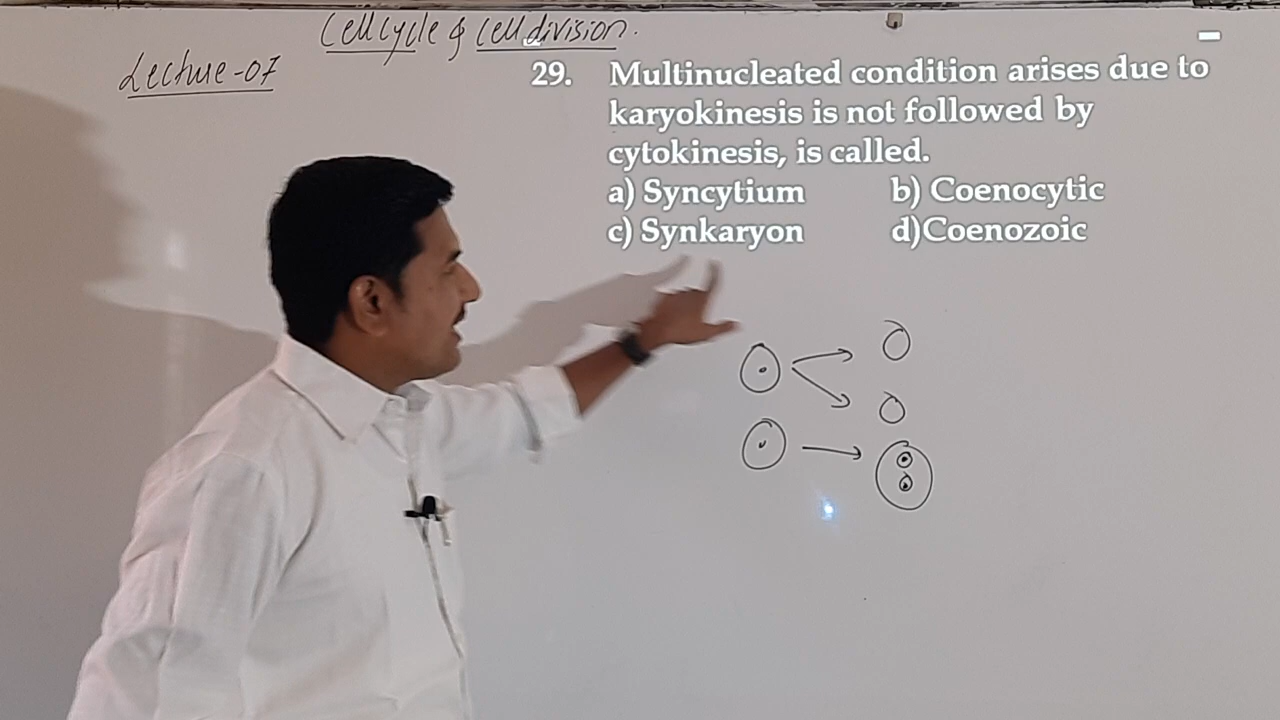 Cell cycle & cell division.
Lecture-07
29. Multinucleated condition arises due to
karyokinesis is not followed by
cytokinesis, is called.
a) Syncytium b) Coenocytic
c) Synkaryon d)Coenozoic